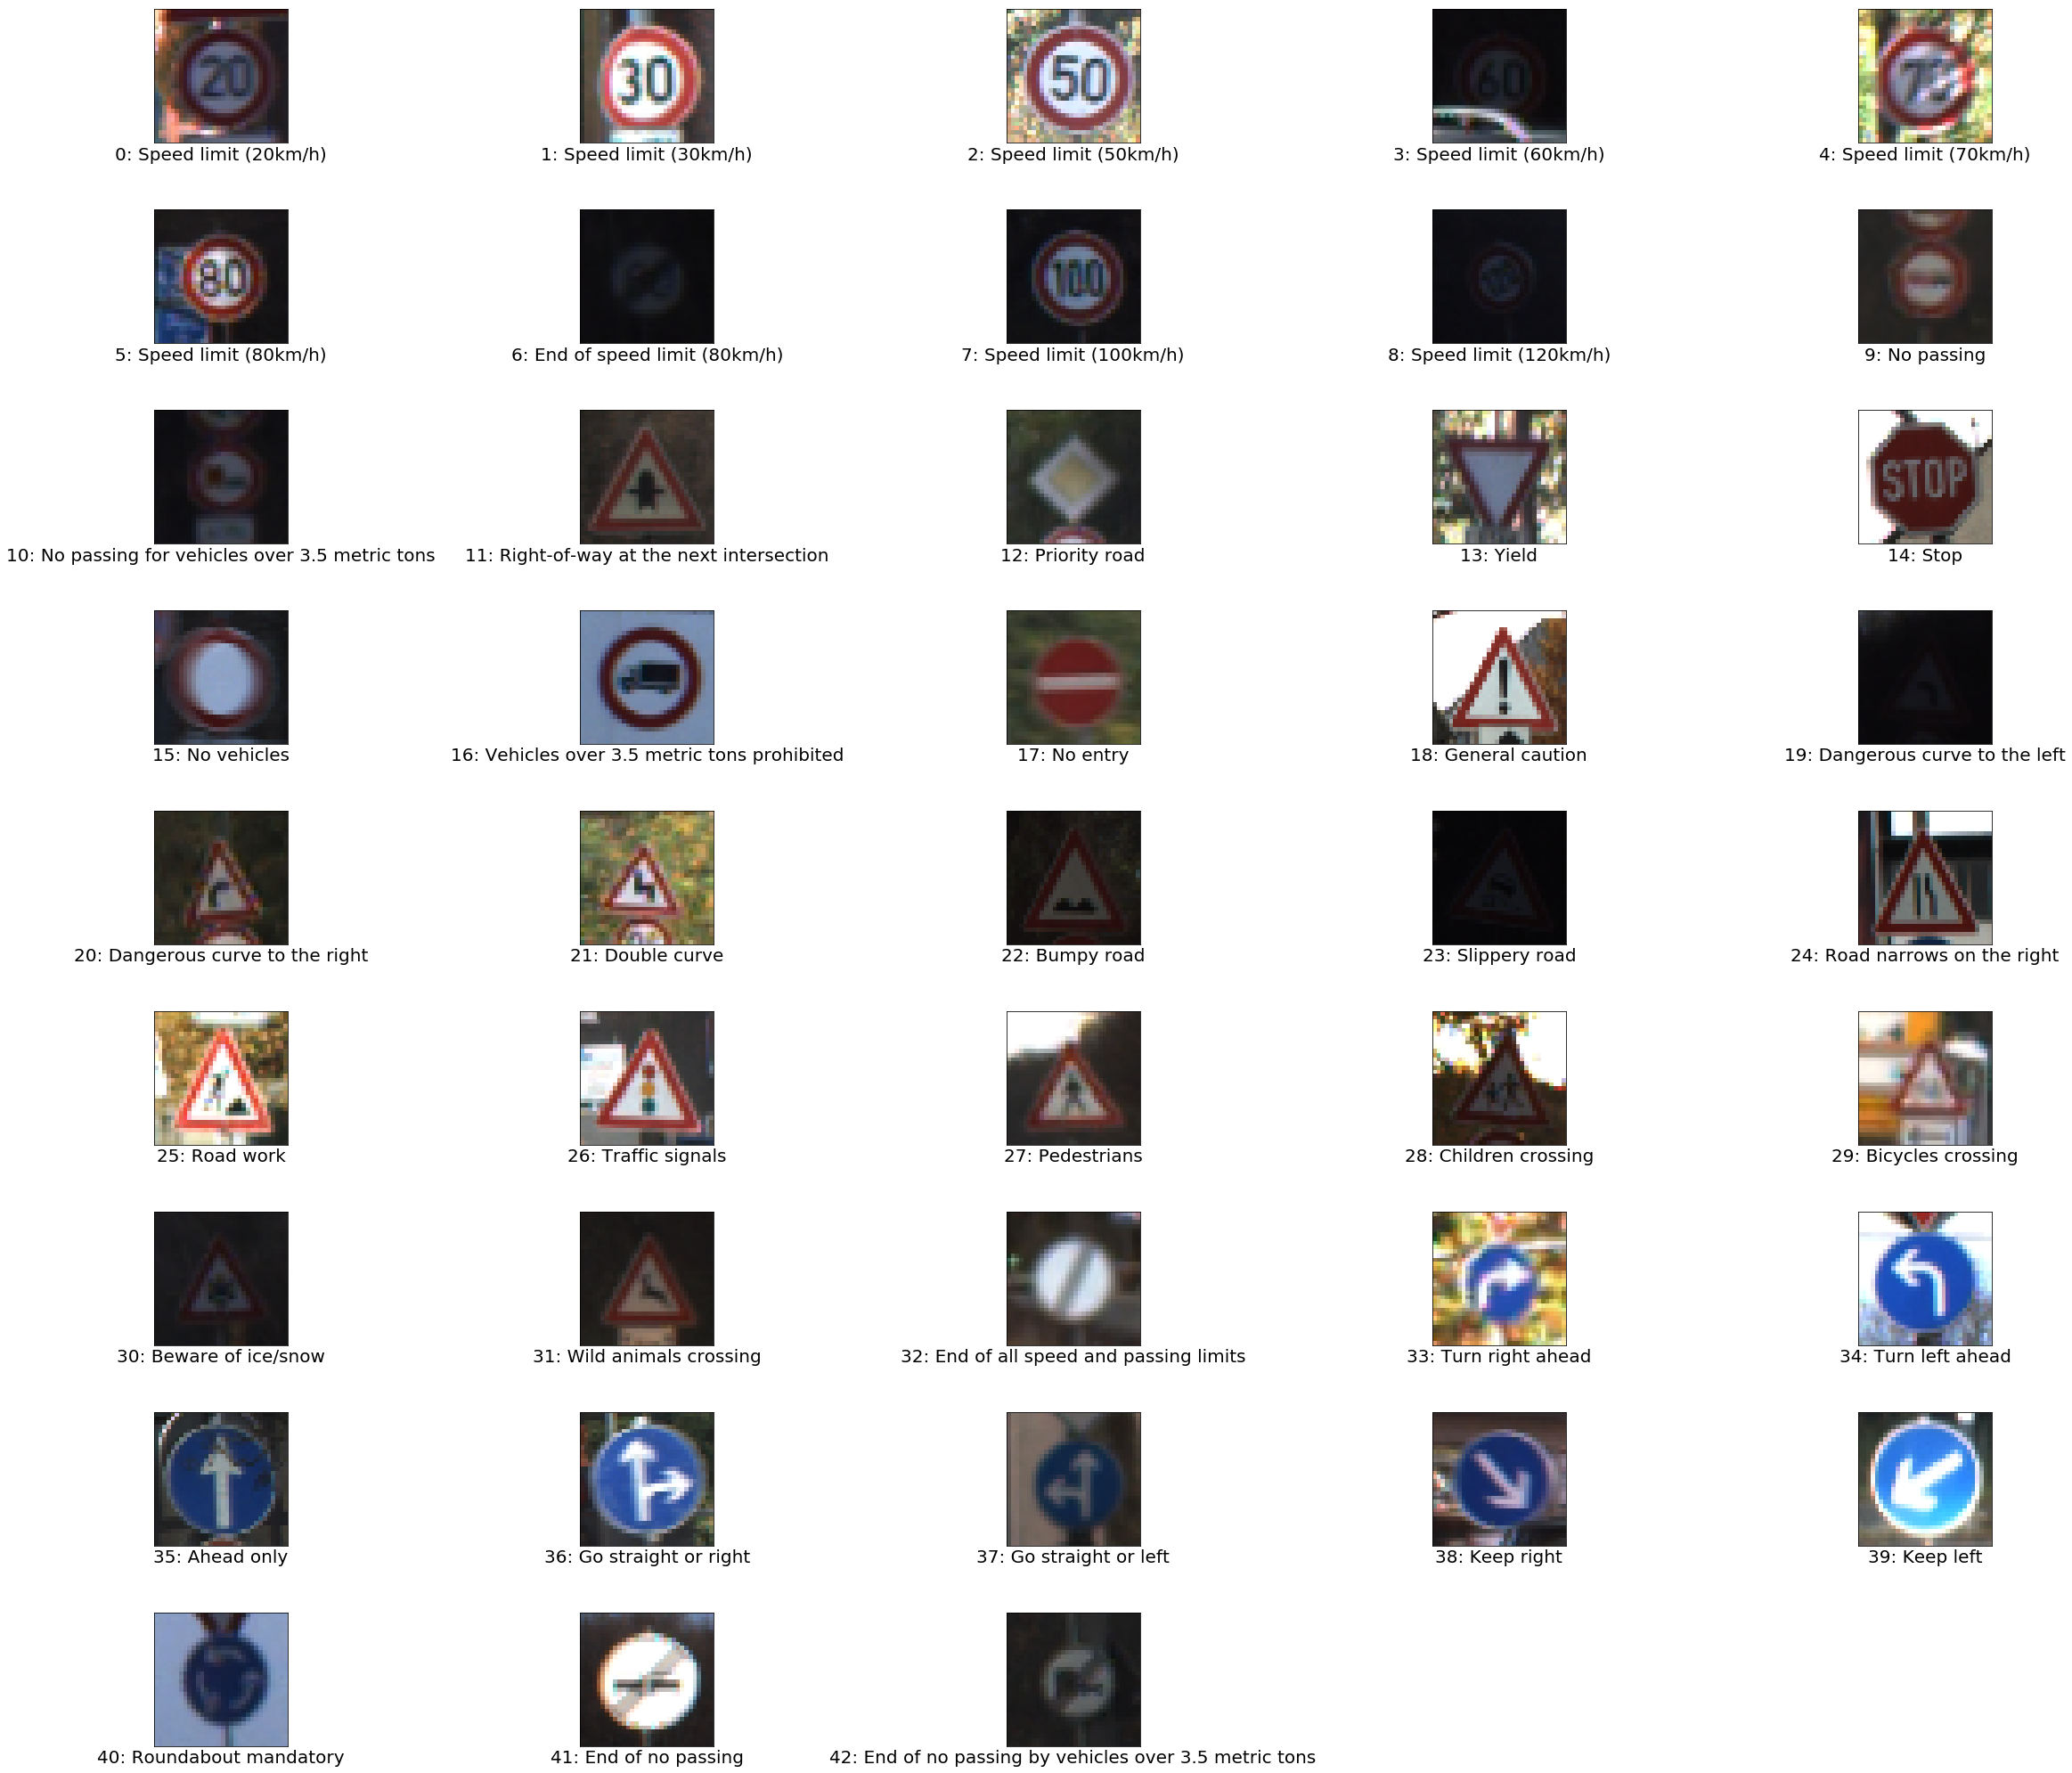 20
30
50
60
70
0: Speed limit (20km/h)
1: Speed limit (30km/h)
2: Speed limit (50km/h)
3: Speed limit (60km/h)
4: Speed limit (70km/h)
80
100
5: Speed limit (80km/h)
6: End of speed limit (80km/h)
7: Speed limit (100km/h)
8: Speed limit (120km/h)
9: No passing
STOP
10: No passing for vehicles over 3.5 metric tons
11: Right-of-way at the next intersection
12: Priority road
13: Yield
14: Stop
15: No vehicles
16: Vehicles over 3.5 metric tons prohibited
17: No entry
18: General caution
19: Dangerous curve to the left
20: Dangerous curve to the right
21: Double curve
22: Bumpy road
23: Slippery road
24: Road narrows on the right
25: Road work
26: Traffic signals
27: Pedestrians
28: Children crossing
29: Bicycles crossing
30: Beware of ice/snow
31: Wild animals crossing
32: End of all speed and passing limits
33: Turn right ahead
34: Turn left ahead
35: Ahead only
36: Go straight or right
37: Go straight or left
38: Keep right
39: Keep left
40: Roundabout mandatory
41: End of no passing
42: End of no passing by vehicles over 3.5 metric tons